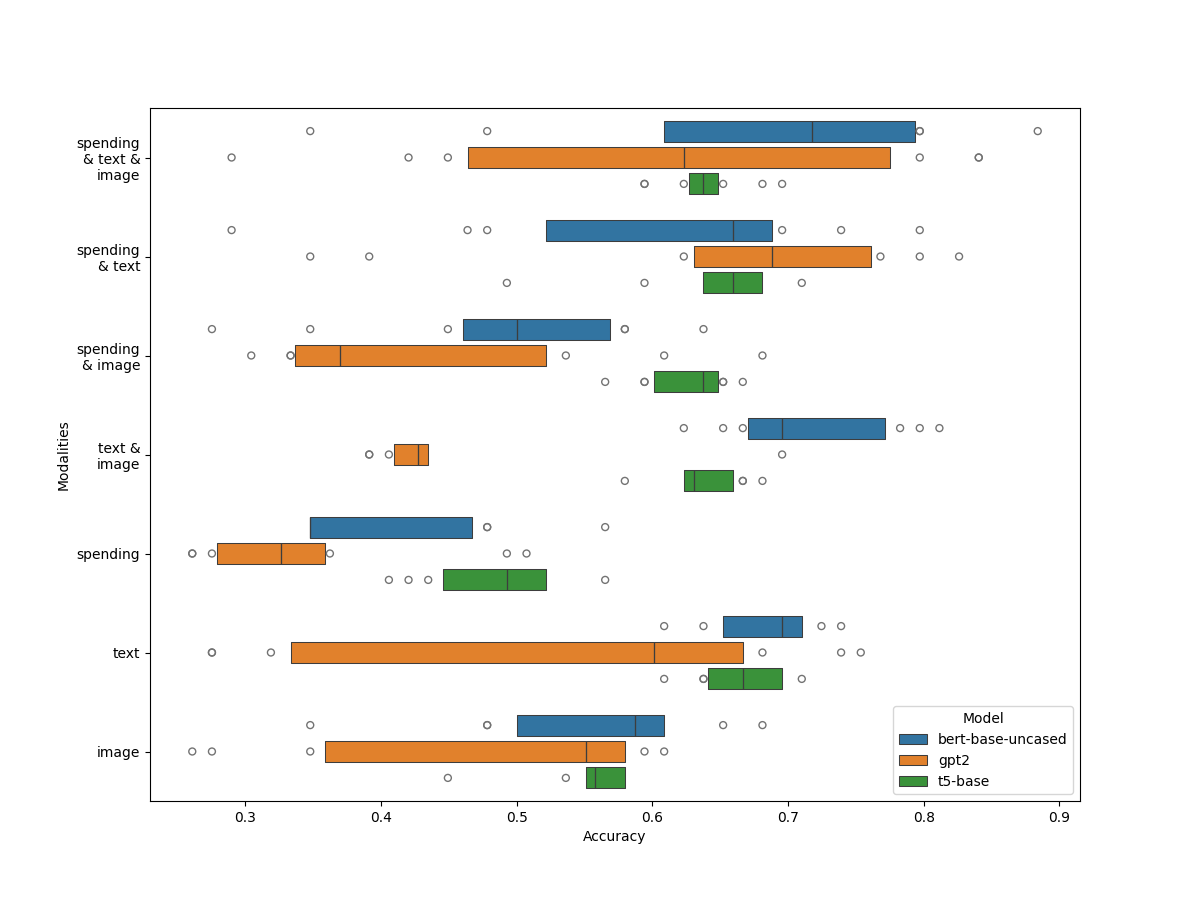 spending
& text &
image
spending
& text
spending
& image
text &
image
spending
text
image
Modalities
0.3 0.4 0.5 0.6 0.7 0.8 0.9
Accuracy
Model
bert-base-uncased
gpt2
t5-base